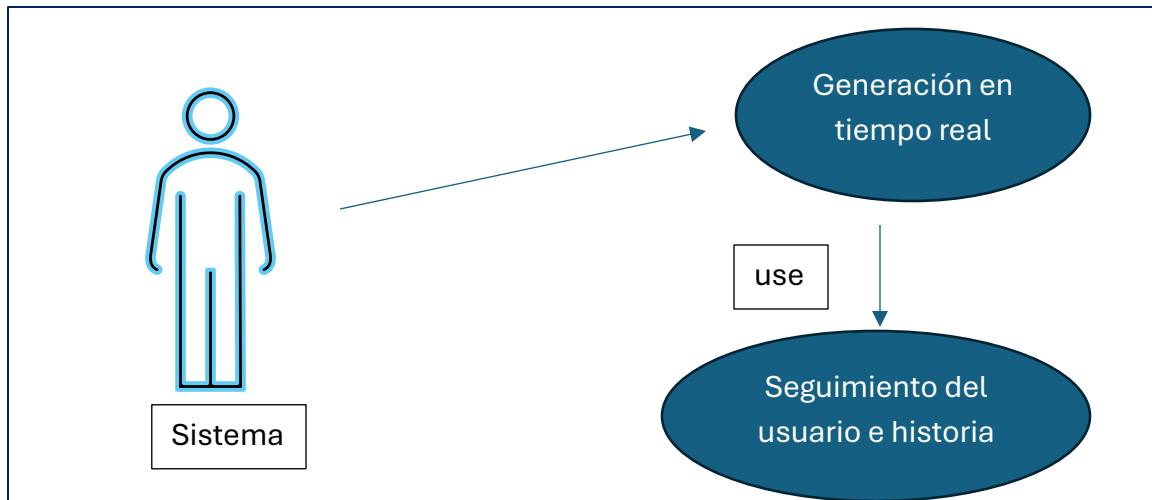 Generación en
tiempo real
use
Seguimiento del
usuario e historia
Sistema